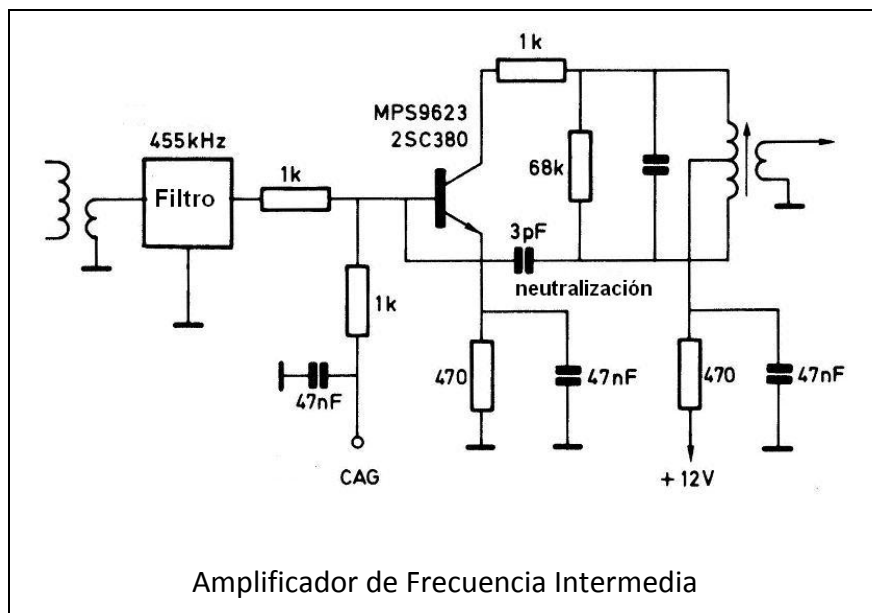 1k
MPS9623
2SC380
455kHz
Filtro
1k
68k
3pF
neutralización
1k
47nF
CAG
470
47nF
470
47nF
+12V
Amplificador de Frecuencia Intermedia